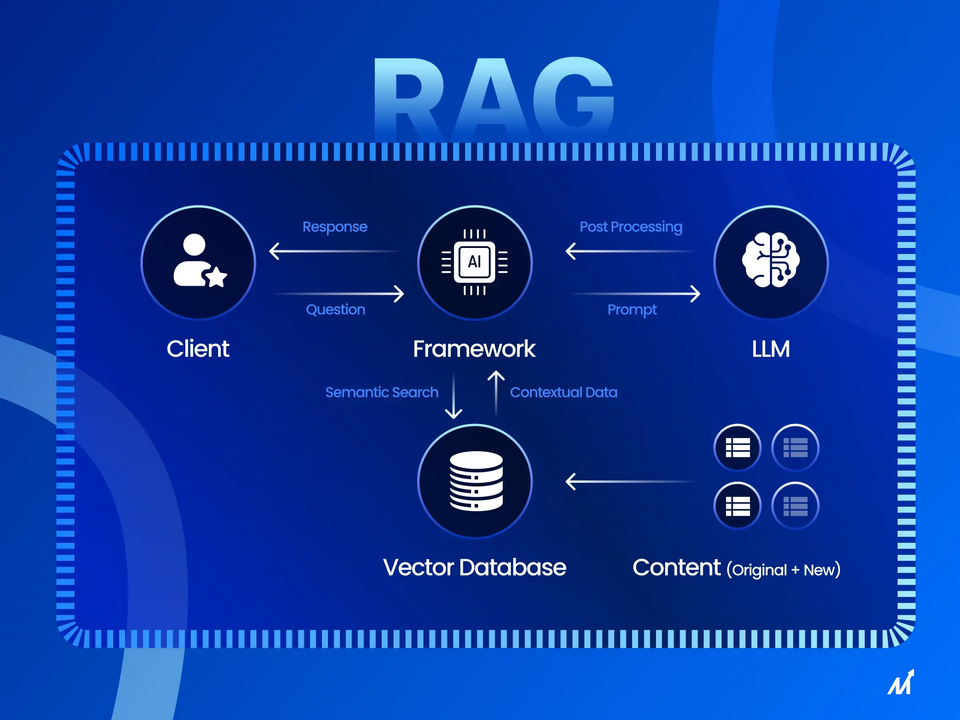 RAG
Response
Post Processing
AI
Question
Prompt
Client
Framework
LLM
Semantic Search
Contextual Data
Vector Database
Content (Original + New)